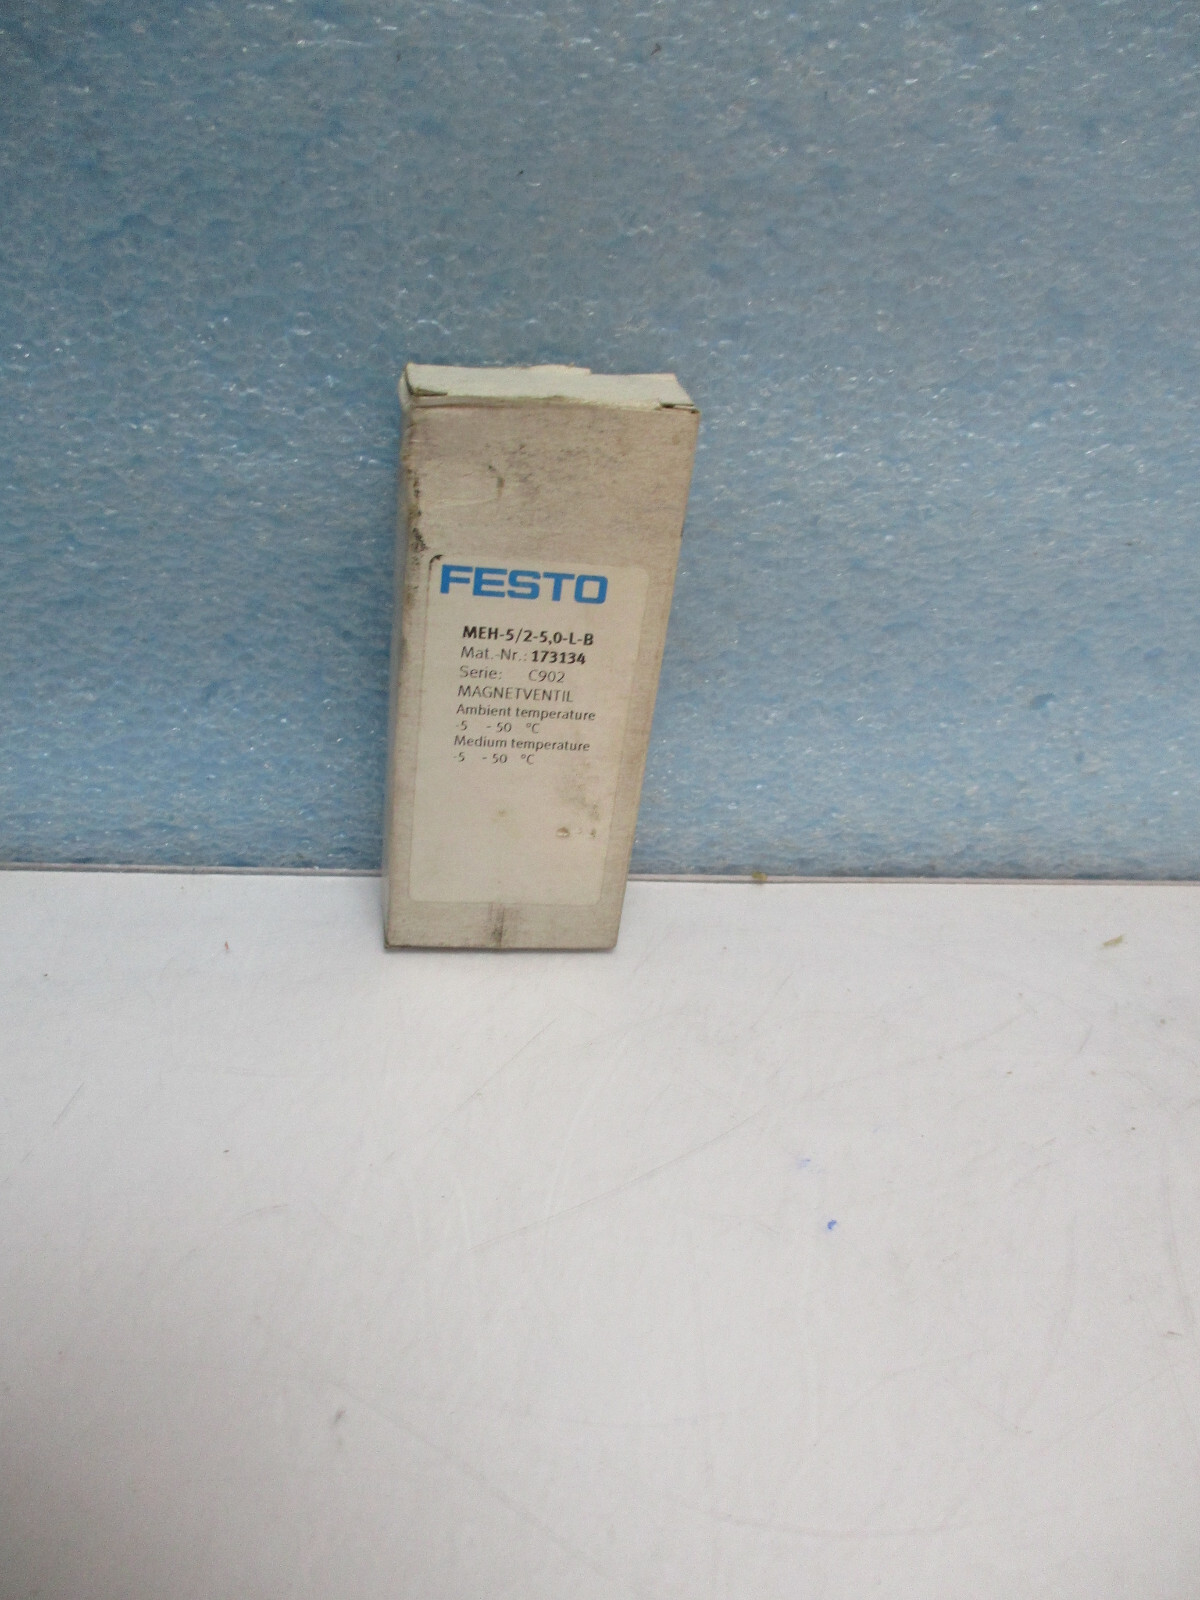 FESTO
MEH-5/2-5,0-L-B
Mat.-Nr.: 173134
Serie: C902
MAGNETVENTIL
Ambient temperature
-5 - 50 °C
Medium temperature
-5 - 50 °C